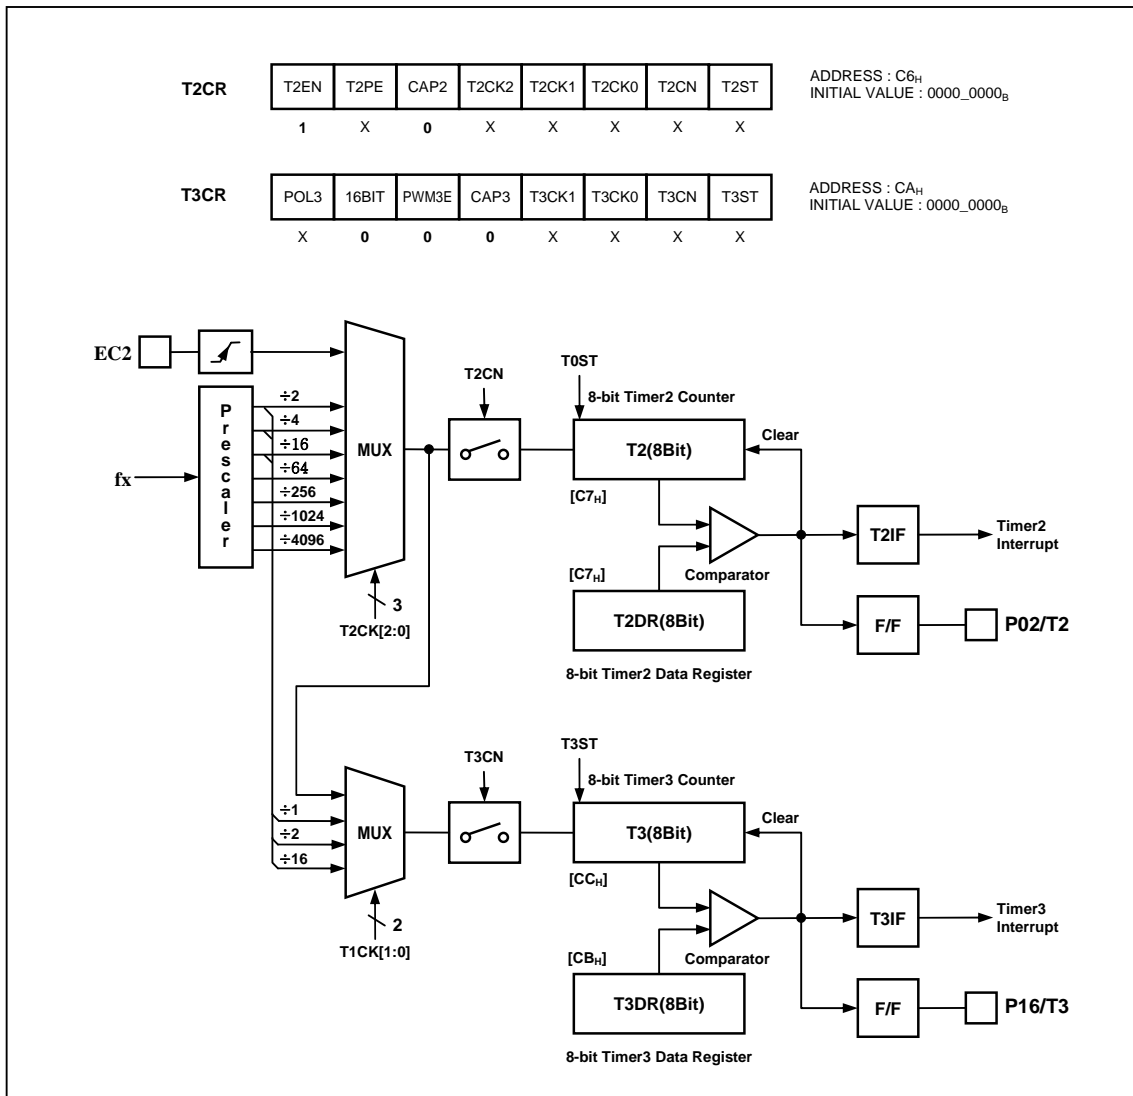 T2CR T2EN T2PE CAP2 T2CK2 T2CK1 T2CK0 T2CN T2ST
ADDRESS : C6H
INITIAL VALUE : 0000_0000B
1 X 0 X X X X X
T3CR POL3 16BIT PWM3E CAP3 T3CK1 T3CK0 T3CN T3ST
ADDRESS : CAH
INITIAL VALUE : 0000_0000B
X 0 0 0 X X X X
EC2
fx
Prescaler
÷2
÷4
÷16
÷64
÷256
÷1024
÷4096
MUX
3
T2CK[2:0]
T2CN
T0ST
8-bit Timer2 Counter
T2(8Bit)
Clear
[C7H]
Comparator
[C7H]
T2DR(8Bit)
8-bit Timer2 Data Register
T2IF
Timer2
Interrupt
F/F
P02/T2
÷1
÷2
÷16
MUX
2
T1CK[1:0]
T3CN
T3ST
8-bit Timer3 Counter
T3(8Bit)
Clear
[CCH]
Comparator
[CBH]
T3DR(8Bit)
8-bit Timer3 Data Register
T3IF
Timer3
Interrupt
F/F
P16/T3